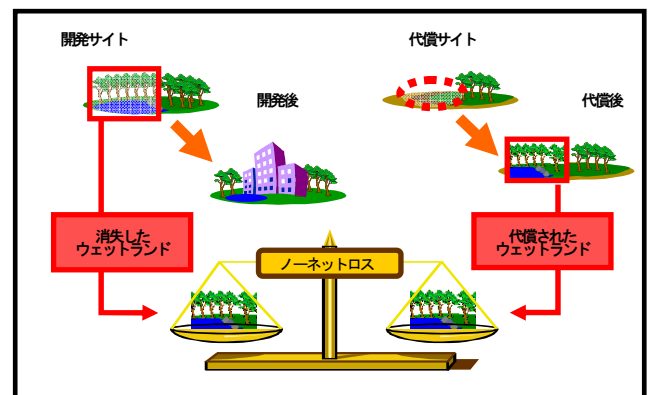 開発サイト
代償サイト
開発後
代償後
消失した
ウェットランド
代償された
ウェットランド
ノーネットロス